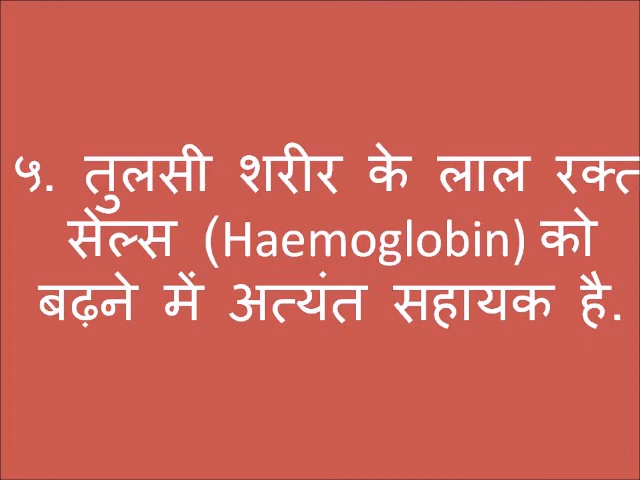 ५. तुलसी शरीर के लाल रक्त
सेल्स (Haemoglobin) को
बढ़ने में अत्यंत सहायक है.